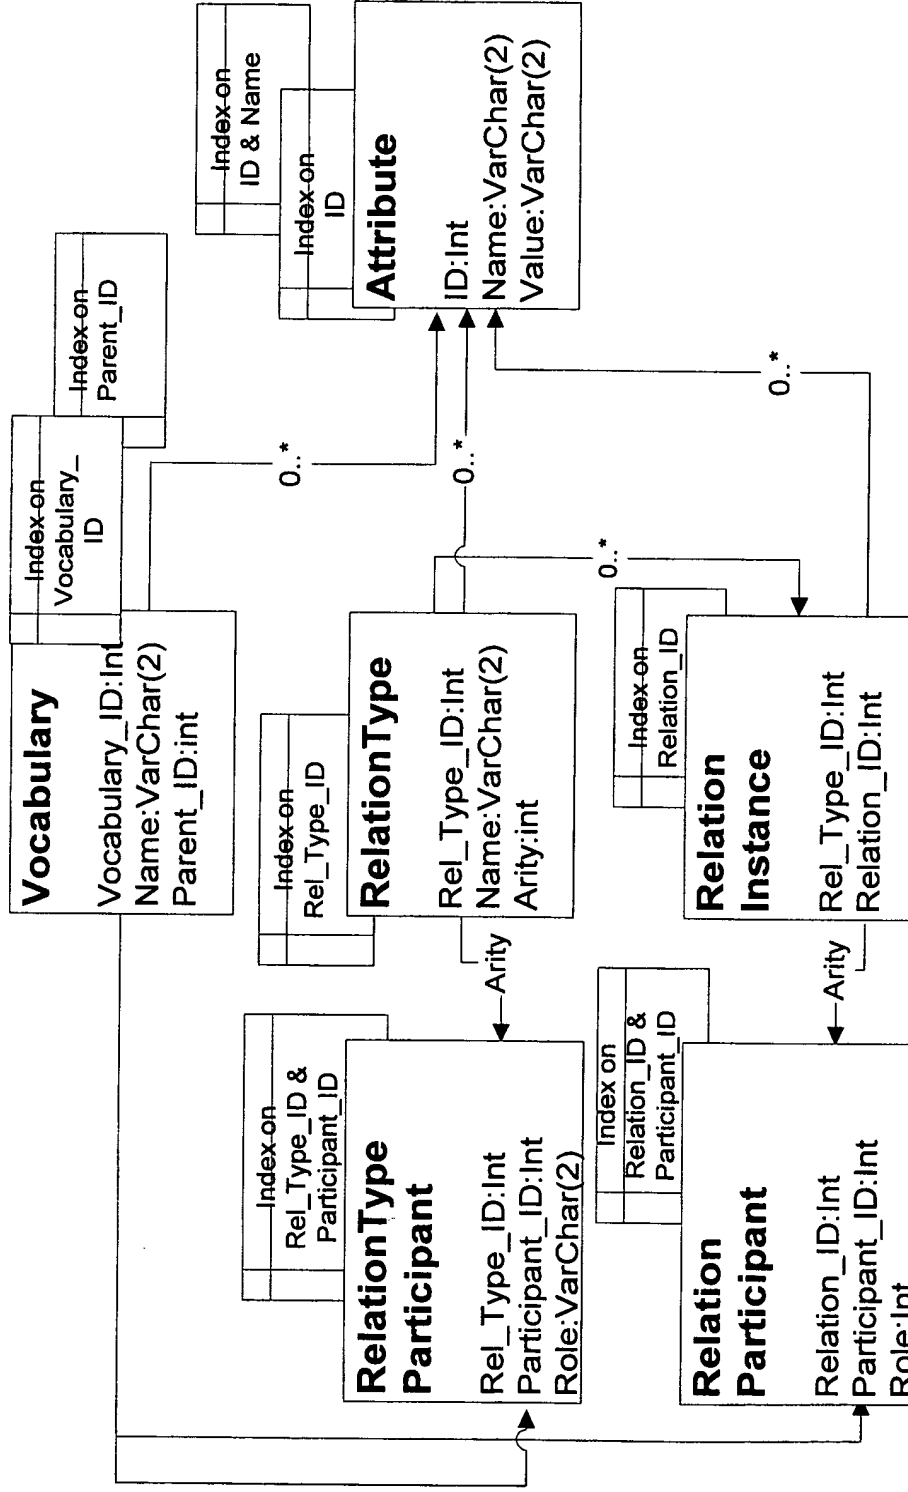 Vocabulary
Vocabulary_ID:Int
Name:VarChar(2)
Parent_ID:int
Index on
Vocabulary_
ID
Index on
Parent_ID
0..*
Index on
ID & Name
Index on
ID
Attribute
ID:Int
Name:VarChar(2)
Value:VarChar(2)
Index on
Rel_Type_ID &
Participant_ID
RelationType
Participant
Rel_Type_ID:Int
Participant_ID:Int
Role:VarChar(2)
Arity
Index on
Rel_Type_ID
RelationType
Rel_Type_ID:Int
Name:VarChar(2)
Arity:int
0..*
0..*
Index on
Relation_ID &
Participant_ID
Relation
Participant
Relation_ID:Int
Participant_ID:Int
Role:Int
Arity
Index on
Relation_ID
Relation
Instance
Rel_Type_ID:Int
Relation_ID:Int
0..*